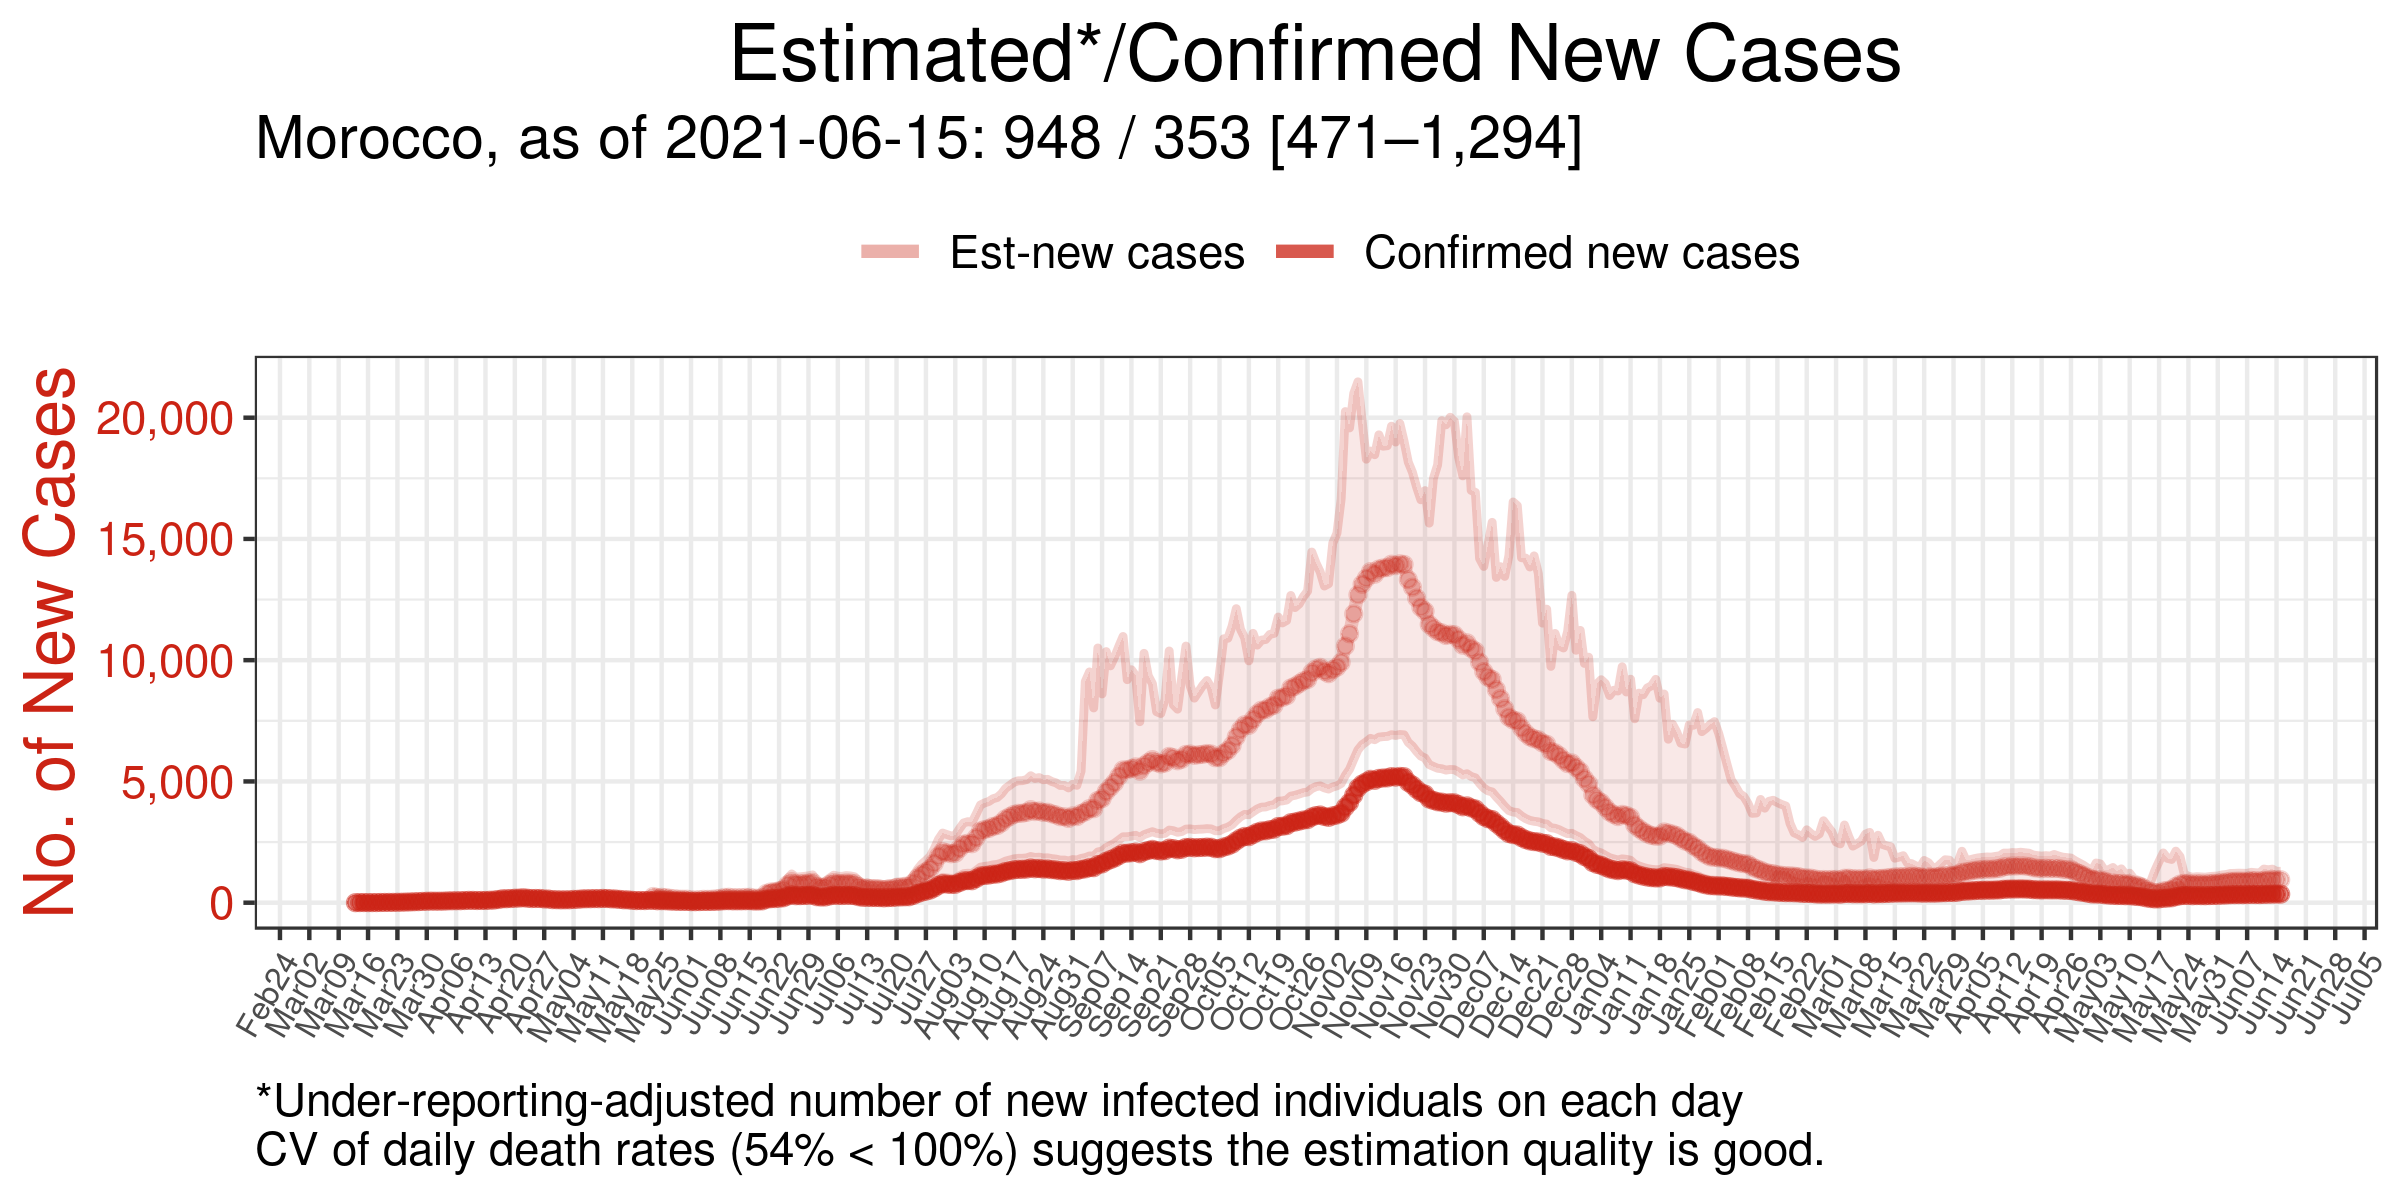 Estimated*/Confirmed New Cases
Morocco, as of 2021-06-15: 948 / 353 [471–1,294]
Est-new cases
Confirmed new cases
No. of New Cases
20,000
15,000
10,000
5,000
0
Feb24
Mar02
Mar09
Mar16
Mar23
Mar30
Apr06
Apr13
Apr20
Apr27
May04
May11
May18
May25
Jun01
Jun08
Jun15
Jun22
Jun29
Jul06
Jul13
Jul20
Jul27
Aug03
Aug10
Aug17
Aug24
Aug31
Sep07
Sep14
Sep21
Sep28
Oct05
Oct12
Oct19
Oct26
Nov02
Nov09
Nov16
Nov23
Nov30
Dec07
Dec14
Dec21
Dec28
Jan04
Jan11
Jan18
Jan25
Feb01
Feb08
Feb15
Feb22
Mar01
Mar08
Mar15
Mar22
Mar29
Apr05
Apr12
Apr19
Apr26
May03
May10
May17
May24
May31
Jun07
Jun14
Jun21
Jun28
Jul05
*Under-reporting-adjusted number of new infected individuals on each day
CV of daily death rates (54% < 100%) suggests the estimation quality is good.